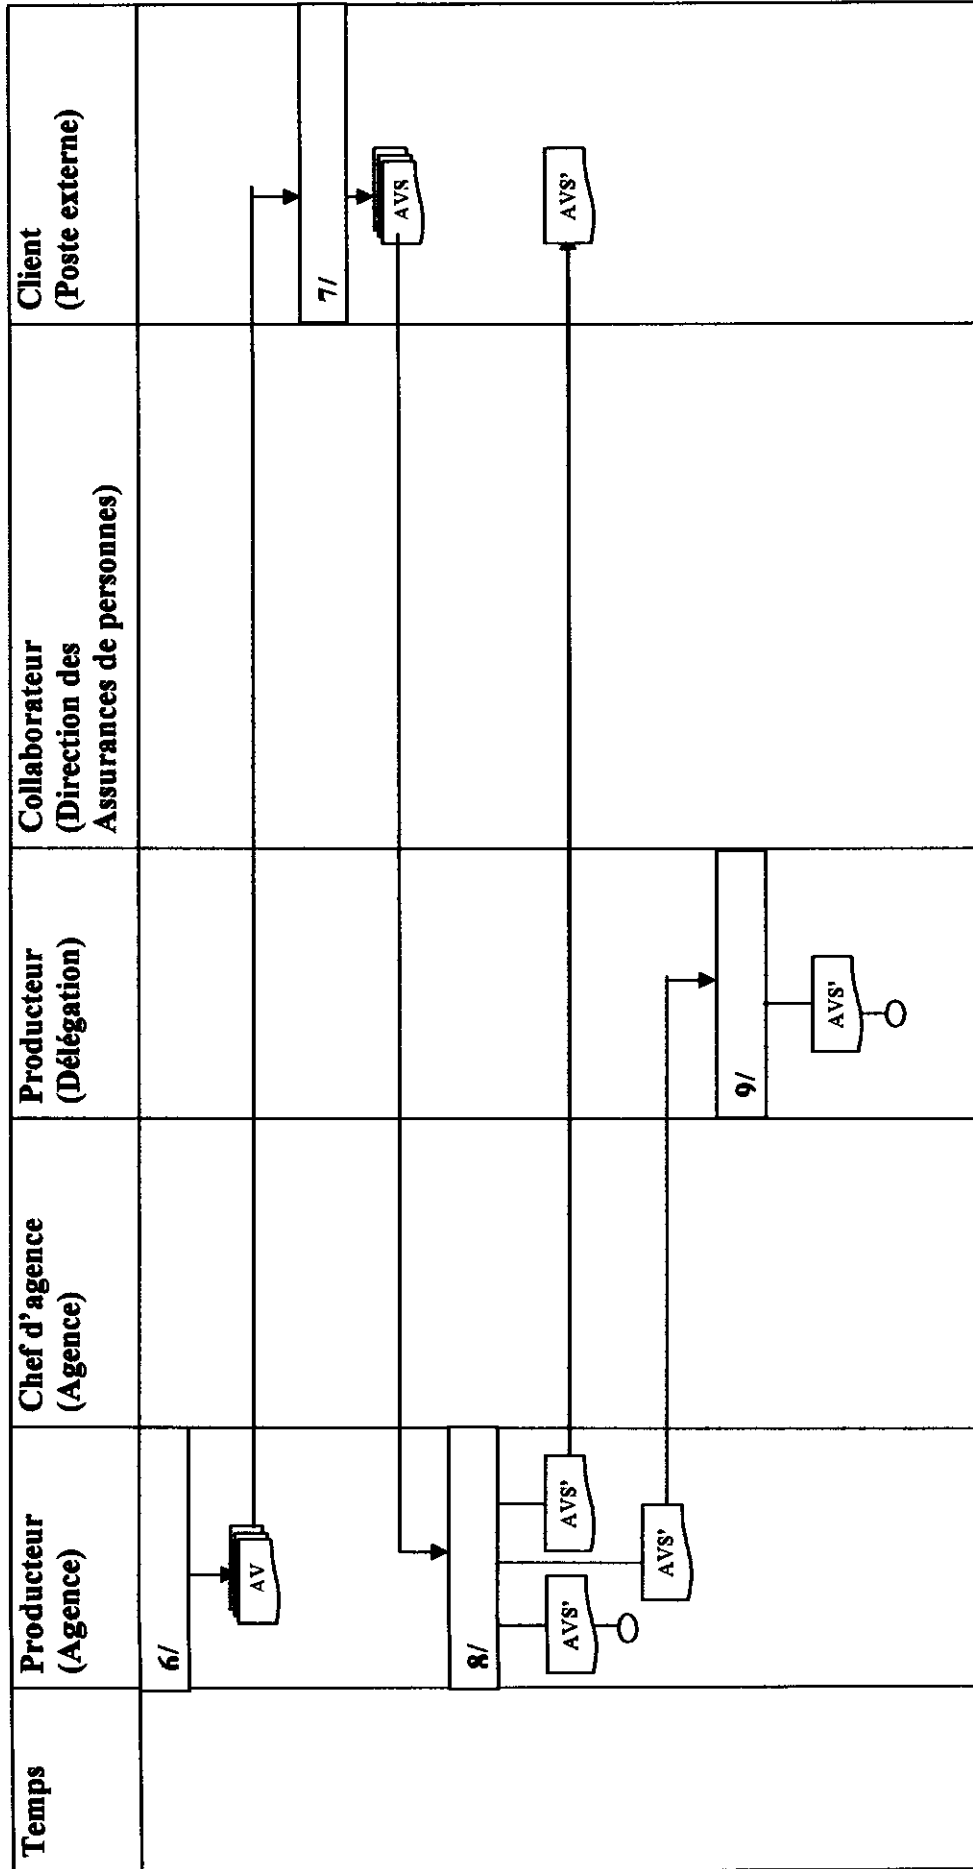 Temps
Producteur
(Agence)
Chef d'agence
(Agence)
Producteur
(Délégation)
Collaborateur
(Direction des
Assurances de personnes)
Client
(Poste externe)
6/
AV
7/
AVS
8/
AVS'
AVS'
AVS'
AVS'
9/
AVS'